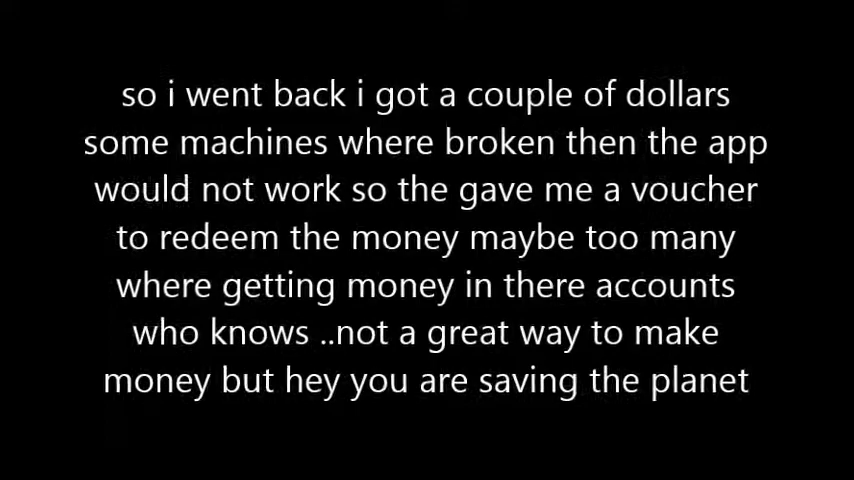 so i went back i got a couple of dollars
some machines where broken then the app
would not work so the gave me a voucher
to redeem the money maybe too many
where getting money in there accounts
who knows ..not a great way to make
money but hey you are saving the planet